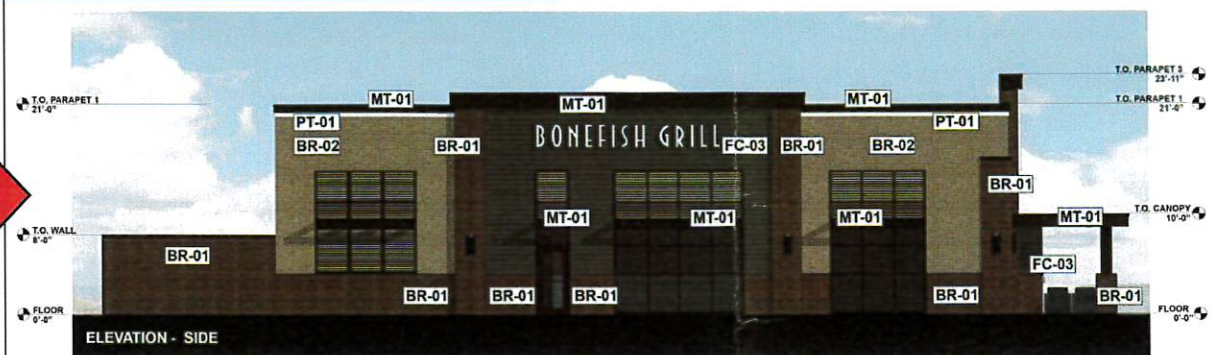 T.O. PARAPET 3
23'-11"
T.O. PARAPET 1
21'-0"
T.O. PARAPET 1
21'-0"
MT-01
MT-01
MT-01
PT-01
PT-01
BONEFISH GRILL
BR-02
BR-01
FC-03
BR-01
BR-02
BR-01
T.O. CANOPY
10'-0"
MT-01
MT-01
MT-01
MT-01
T.O. WALL
8'-0"
BR-01
FC-03
BR-01
BR-01
BR-01
BR-01
BR-01
FLOOR
0'-0"
FLOOR
0'-0"
ELEVATION - SIDE